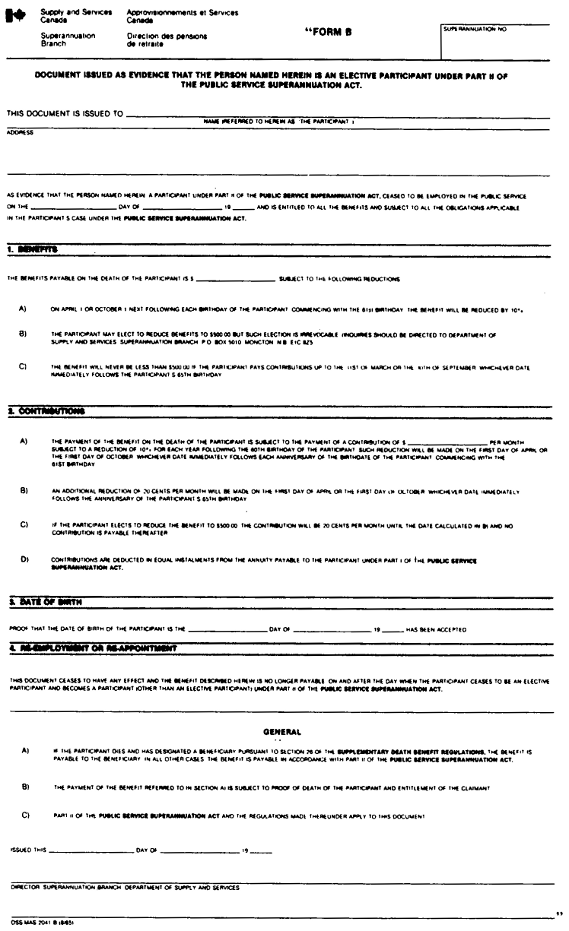 Supply and Services Canada
Approvisionnements et Services Canada
Superannuation Branch
Direction des pensions de retraite
"FORM B
SUPERANNUATION NO
DOCUMENT ISSUED AS EVIDENCE THAT THE PERSON NAMED HEREIN IS AN ELECTIVE PARTICIPANT UNDER PART II OF
THE PUBLIC SERVICE SUPERANNUATION ACT.
THIS DOCUMENT IS ISSUED TO
NAME (REFERRED TO HEREIN AS 'THE PARTICIPANT')
ADDRESS
AS EVIDENCE THAT THE PERSON NAMED HEREIN A PARTICIPANT UNDER PART II OF THE PUBLIC SERVICE SUPERANNUATION ACT, CEASED TO BE EMPLOYED IN THE PUBLIC SERVICE
ON THE ____ DAY OF ____ 19 __ AND IS ENTITLED TO ALL THE BENEFITS AND SUBJECT TO ALL THE OBLIGATIONS APPLICABLE
IN THE PARTICIPANT'S CASE UNDER THE PUBLIC SERVICE SUPERANNUATION ACT.
1. BENEFITS
THE BENEFITS PAYABLE ON THE DEATH OF THE PARTICIPANT IS $ ____ SUBJECT TO THE FOLLOWING REDUCTIONS
A) ON APRIL 1 OR OCTOBER 1 NEXT FOLLOWING EACH BIRTHDAY OF THE PARTICIPANT COMMENCING WITH THE 61ST BIRTHDAY THE BENEFIT WILL BE REDUCED BY 10%
B) THE PARTICIPANT MAY ELECT TO REDUCE BENEFITS TO $500.00 BUT SUCH ELECTION IS IRREVOCABLE (INQUIRIES SHOULD BE DIRECTED TO DEPARTMENT OF
SUPPLY AND SERVICES SUPERANNUATION BRANCH P.O. BOX 5010 MONCTON N.B. E1C 8Z5
C) THE BENEFIT WILL NEVER BE LESS THAN $500.00 IF THE PARTICIPANT PAYS CONTRIBUTIONS UP TO THE 31ST OF MARCH OR THE 30TH OF SEPTEMBER WHICHEVER DATE
IMMEDIATELY FOLLOWS THE PARTICIPANT'S 65TH BIRTHDAY
2. CONTRIBUTIONS
A) THE PAYMENT OF THE BENEFIT ON THE DEATH OF THE PARTICIPANT IS SUBJECT TO THE PAYMENT OF A CONTRIBUTION OF $ ____ PER MONTH
SUBJECT TO A REDUCTION OF 10% FOR EACH YEAR FOLLOWING THE 60TH BIRTHDAY OF THE PARTICIPANT SUCH REDUCTION WILL BE MADE ON THE FIRST DAY OF APRIL OR
THE FIRST DAY OF OCTOBER WHICHEVER DATE IMMEDIATELY FOLLOWS EACH ANNIVERSARY OF THE BIRTHDATE OF THE PARTICIPANT COMMENCING WITH THE
61ST BIRTHDAY
B) AN ADDITIONAL REDUCTION OF 20 CENTS PER MONTH WILL BE MADE ON THE FIRST DAY OF APRIL OR THE FIRST DAY OF OCTOBER WHICHEVER DATE IMMEDIATELY
FOLLOWS THE ANNIVERSARY OF THE PARTICIPANT'S 65TH BIRTHDAY
C) IF THE PARTICIPANT ELECTS TO REDUCE THE BENEFIT TO $500.00 THE CONTRIBUTION WILL BE 20 CENTS PER MONTH UNTIL THE DATE CALCULATED IN B) AND NO
CONTRIBUTION IS PAYABLE THEREAFTER
D) CONTRIBUTIONS ARE DEDUCTED IN EQUAL INSTALMENTS FROM THE ANNUITY PAYABLE TO THE PARTICIPANT UNDER PART I OF THE PUBLIC SERVICE
SUPERANNUATION ACT.
3. DATE OF BIRTH
PROOF THAT THE DATE OF BIRTH OF THE PARTICIPANT IS THE ____ DAY OF ____ 19 __ HAS BEEN ACCEPTED
4. RE-EMPLOYMENT OR RE-APPOINTMENT
THIS DOCUMENT CEASES TO HAVE ANY EFFECT AND THE BENEFIT DESCRIBED HEREIN IS NO LONGER PAYABLE ON AND AFTER THE DAY WHEN THE PARTICIPANT CEASES TO BE AN ELECTIVE
PARTICIPANT AND BECOMES A PARTICIPANT (OTHER THAN AN ELECTIVE PARTICIPANT) UNDER PART II OF THE PUBLIC SERVICE SUPERANNUATION ACT.
GENERAL
A) IF THE PARTICIPANT DIES AND HAS DESIGNATED A BENEFICIARY PURSUANT TO SECTION 26 OF THE SUPPLEMENTARY DEATH BENEFIT REGULATIONS, THE BENEFIT IS
PAYABLE TO THE BENEFICIARY IN ALL OTHER CASES THE BENEFIT IS PAYABLE IN ACCORDANCE WITH PART II OF THE PUBLIC SERVICE SUPERANNUATION ACT.
B) THE PAYMENT OF THE BENEFIT REFERRED TO IN SECTION A) IS SUBJECT TO PROOF OF DEATH OF THE PARTICIPANT AND ENTITLEMENT OF THE CLAIMANT
C) PART II OF THE PUBLIC SERVICE SUPERANNUATION ACT AND THE REGULATIONS MADE THEREUNDER APPLY TO THIS DOCUMENT
ISSUED THIS ____ DAY OF ____ 19 __
DIRECTOR SUPERANNUATION BRANCH DEPARTMENT OF SUPPLY AND SERVICES
DSS-MAS 2041 B (9/85)
"